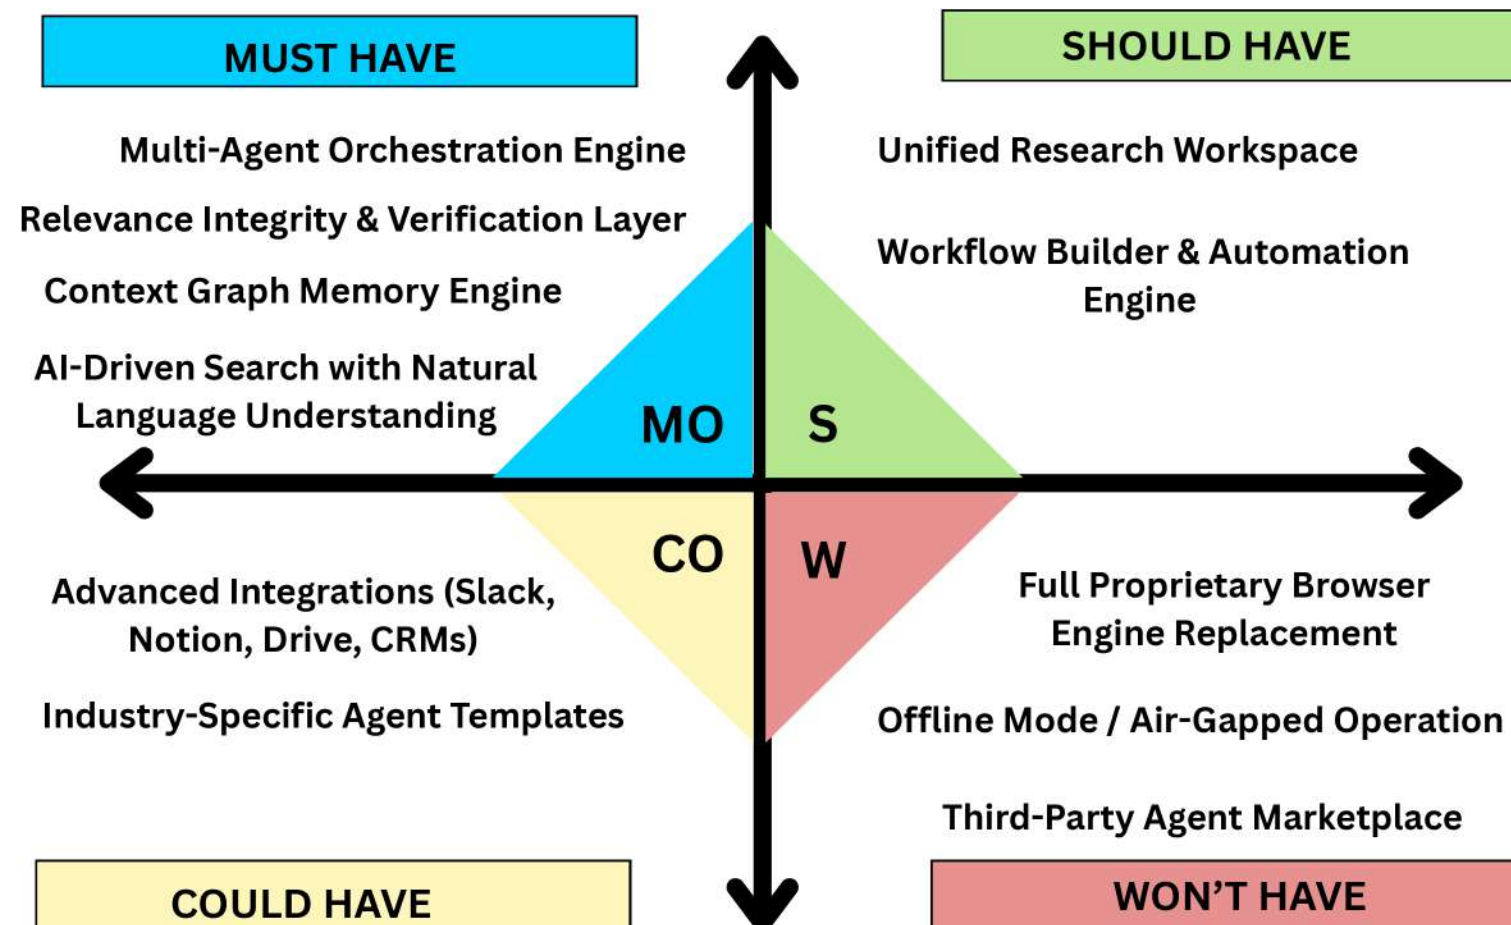 MUST HAVE
SHOULD HAVE
Multi-Agent Orchestration Engine
Relevance Integrity & Verification Layer
Context Graph Memory Engine
AI-Driven Search with Natural
Language Understanding
Unified Research Workspace
Workflow Builder & Automation
Engine
MO
S
CO
W
Advanced Integrations (Slack,
Notion, Drive, CRMs)
Industry-Specific Agent Templates
Full Proprietary Browser
Engine Replacement
Offline Mode / Air-Gapped Operation
Third-Party Agent Marketplace
COULD HAVE
WON’T HAVE